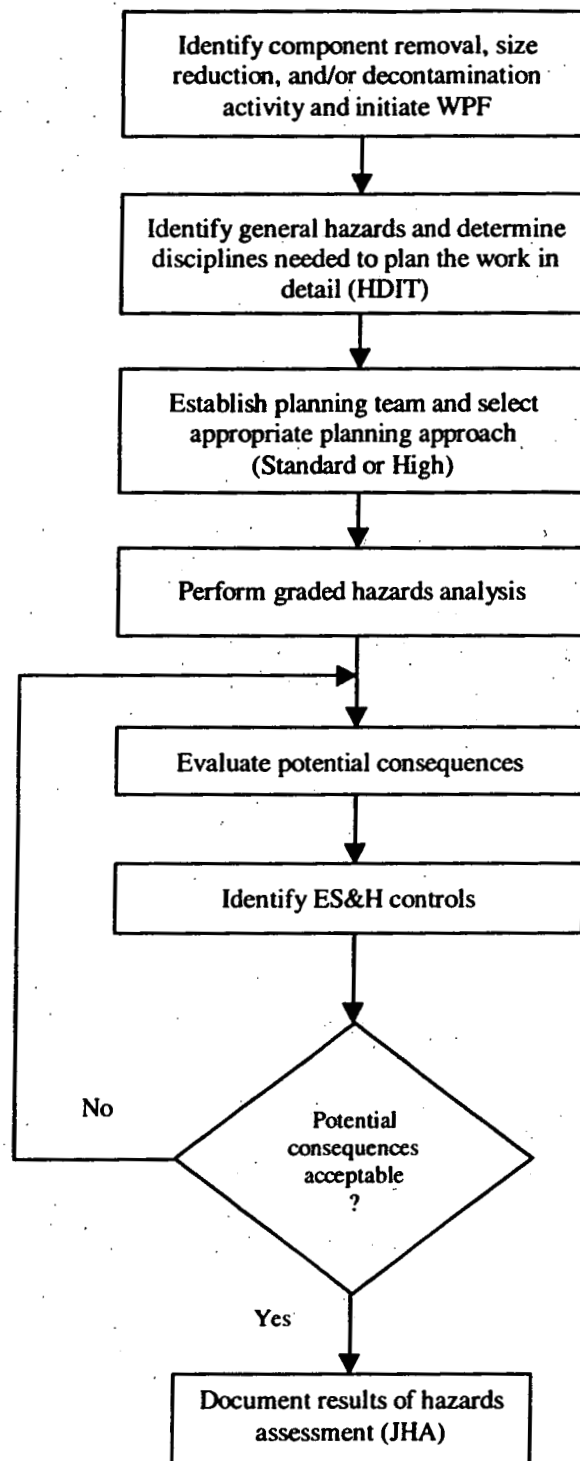 Identify component removal, size
reduction, and/or decontamination
activity and initiate WPF
Identify general hazards and determine
disciplines needed to plan the work in
detail (HDIT)
Establish planning team and select
appropriate planning approach
(Standard or High)
Perform graded hazards analysis
Evaluate potential consequences
Identify ES&H controls
Potential
consequences
acceptable
?
No
Yes
Document results of hazards
assessment (JHA)